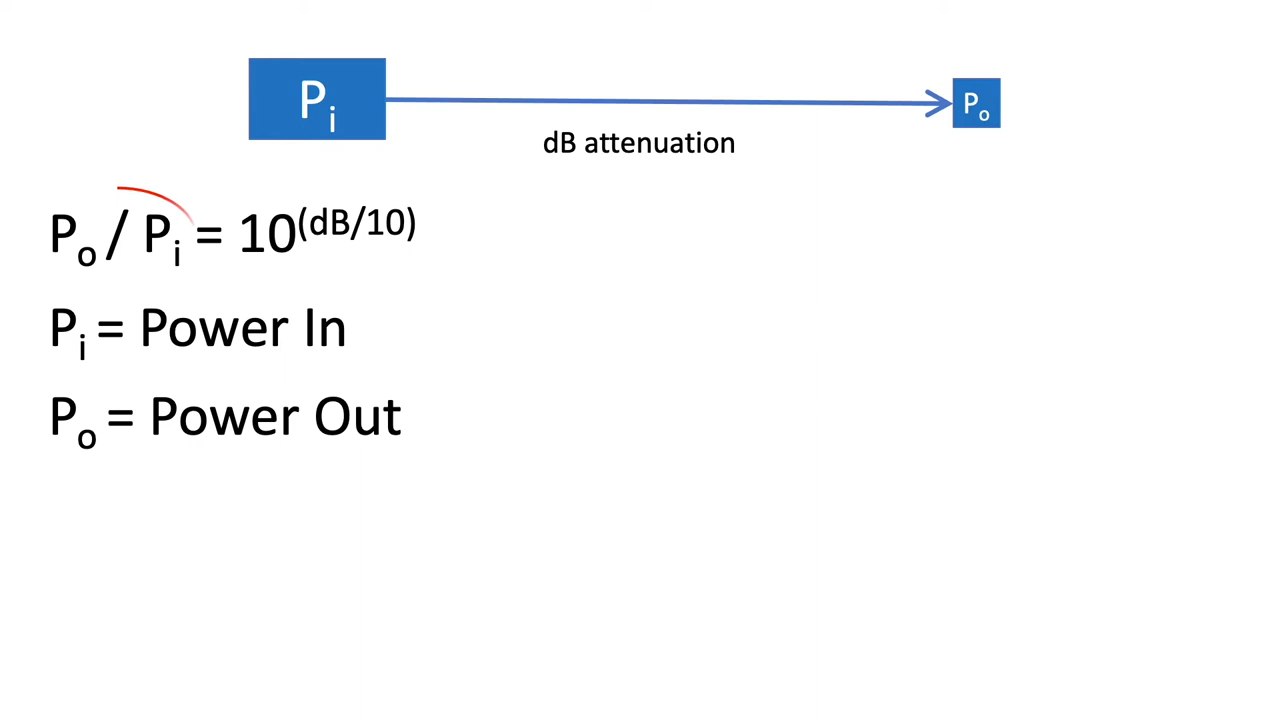 Pᵢ
Pₒ
dB attenuation
Pₒ / Pᵢ = 10^(dB/10)
Pᵢ = Power In
Pₒ = Power Out